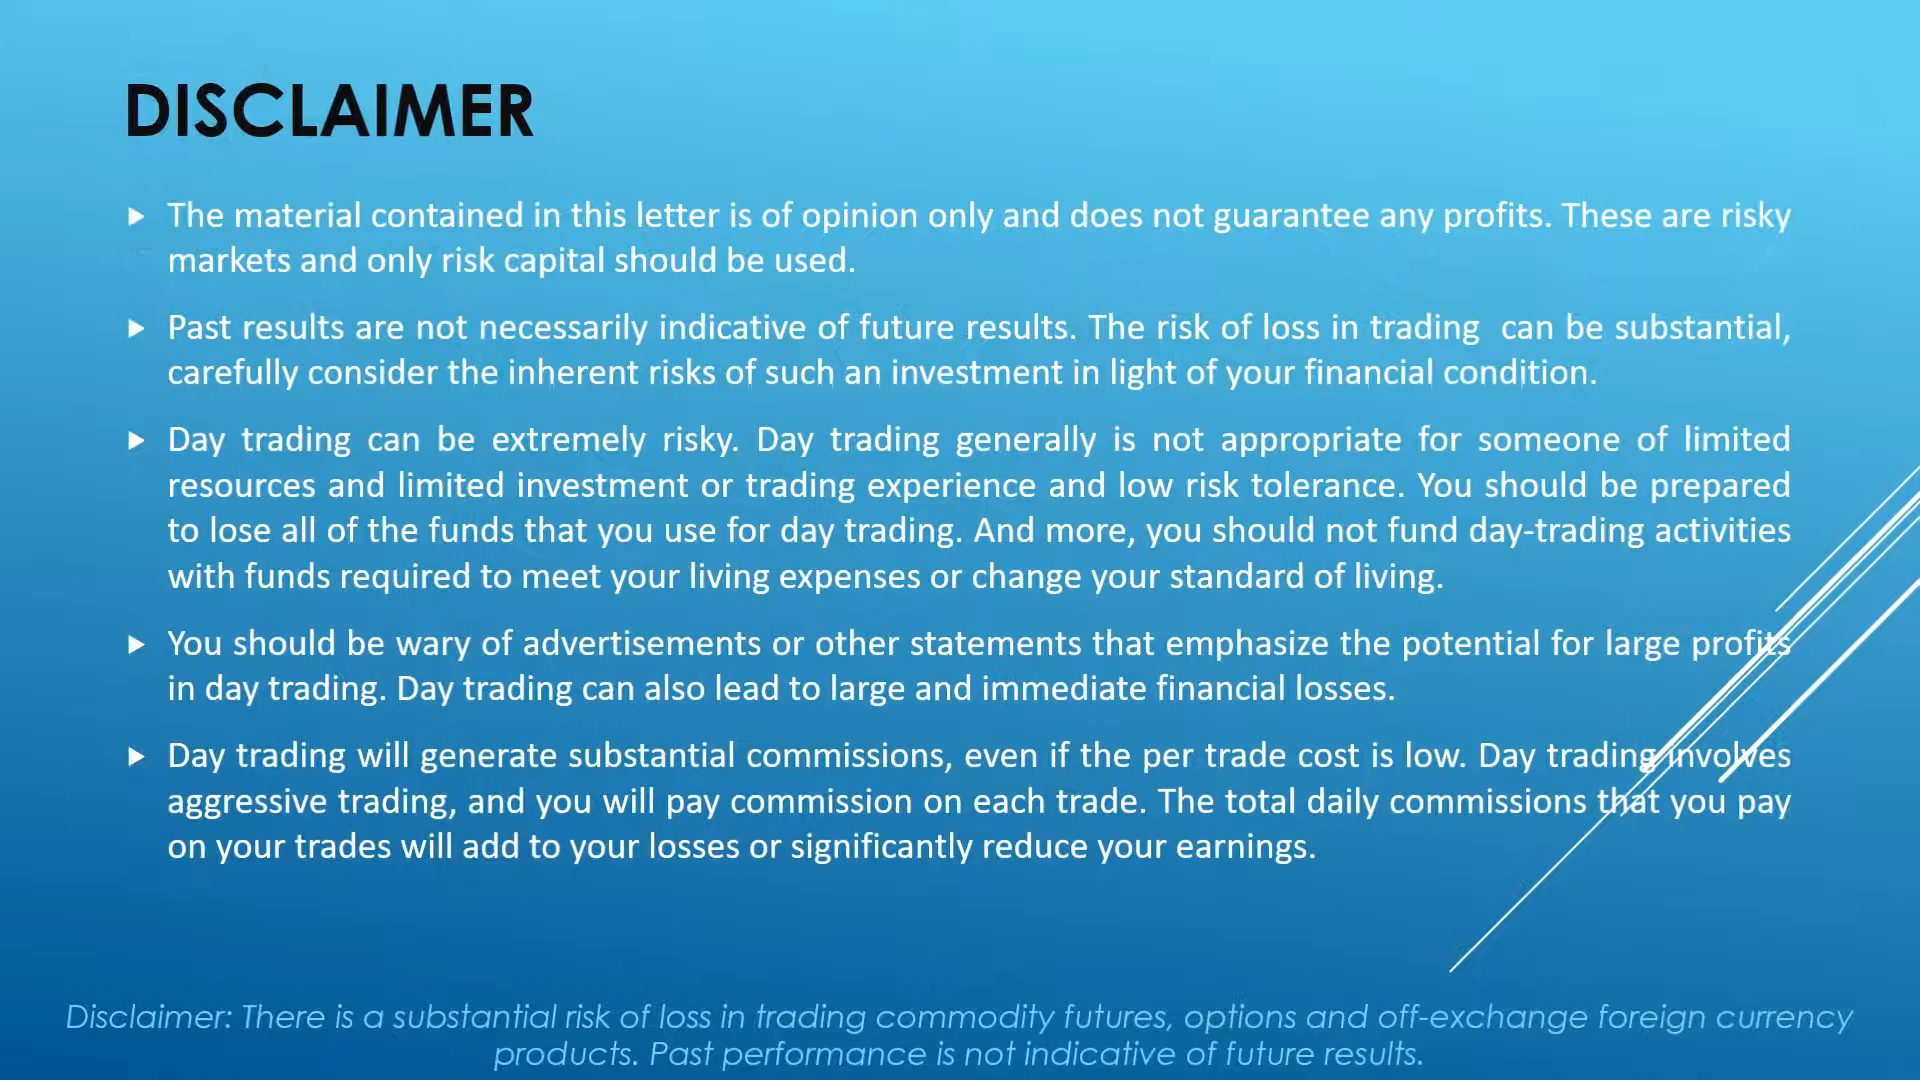 DISCLAIMER
The material contained in this letter is of opinion only and does not guarantee any profits. These are risky
markets and only risk capital should be used.
Past results are not necessarily indicative of future results. The risk of loss in trading  can be substantial,
carefully consider the inherent risks of such an investment in light of your financial condition.
Day trading can be extremely risky. Day trading generally is not appropriate for someone of limited
resources and limited investment or trading experience and low risk tolerance. You should be prepared
to lose all of the funds that you use for day trading. And more, you should not fund day-trading activities
with funds required to meet your living expenses or change your standard of living.
You should be wary of advertisements or other statements that emphasize the potential for large profits
in day trading. Day trading can also lead to large and immediate financial losses.
Day trading will generate substantial commissions, even if the per trade cost is low. Day trading involves
aggressive trading, and you will pay commission on each trade. The total daily commissions that you pay
on your trades will add to your losses or significantly reduce your earnings.
Disclaimer: There is a substantial risk of loss in trading commodity futures, options and off-exchange foreign currency
products. Past performance is not indicative of future results.